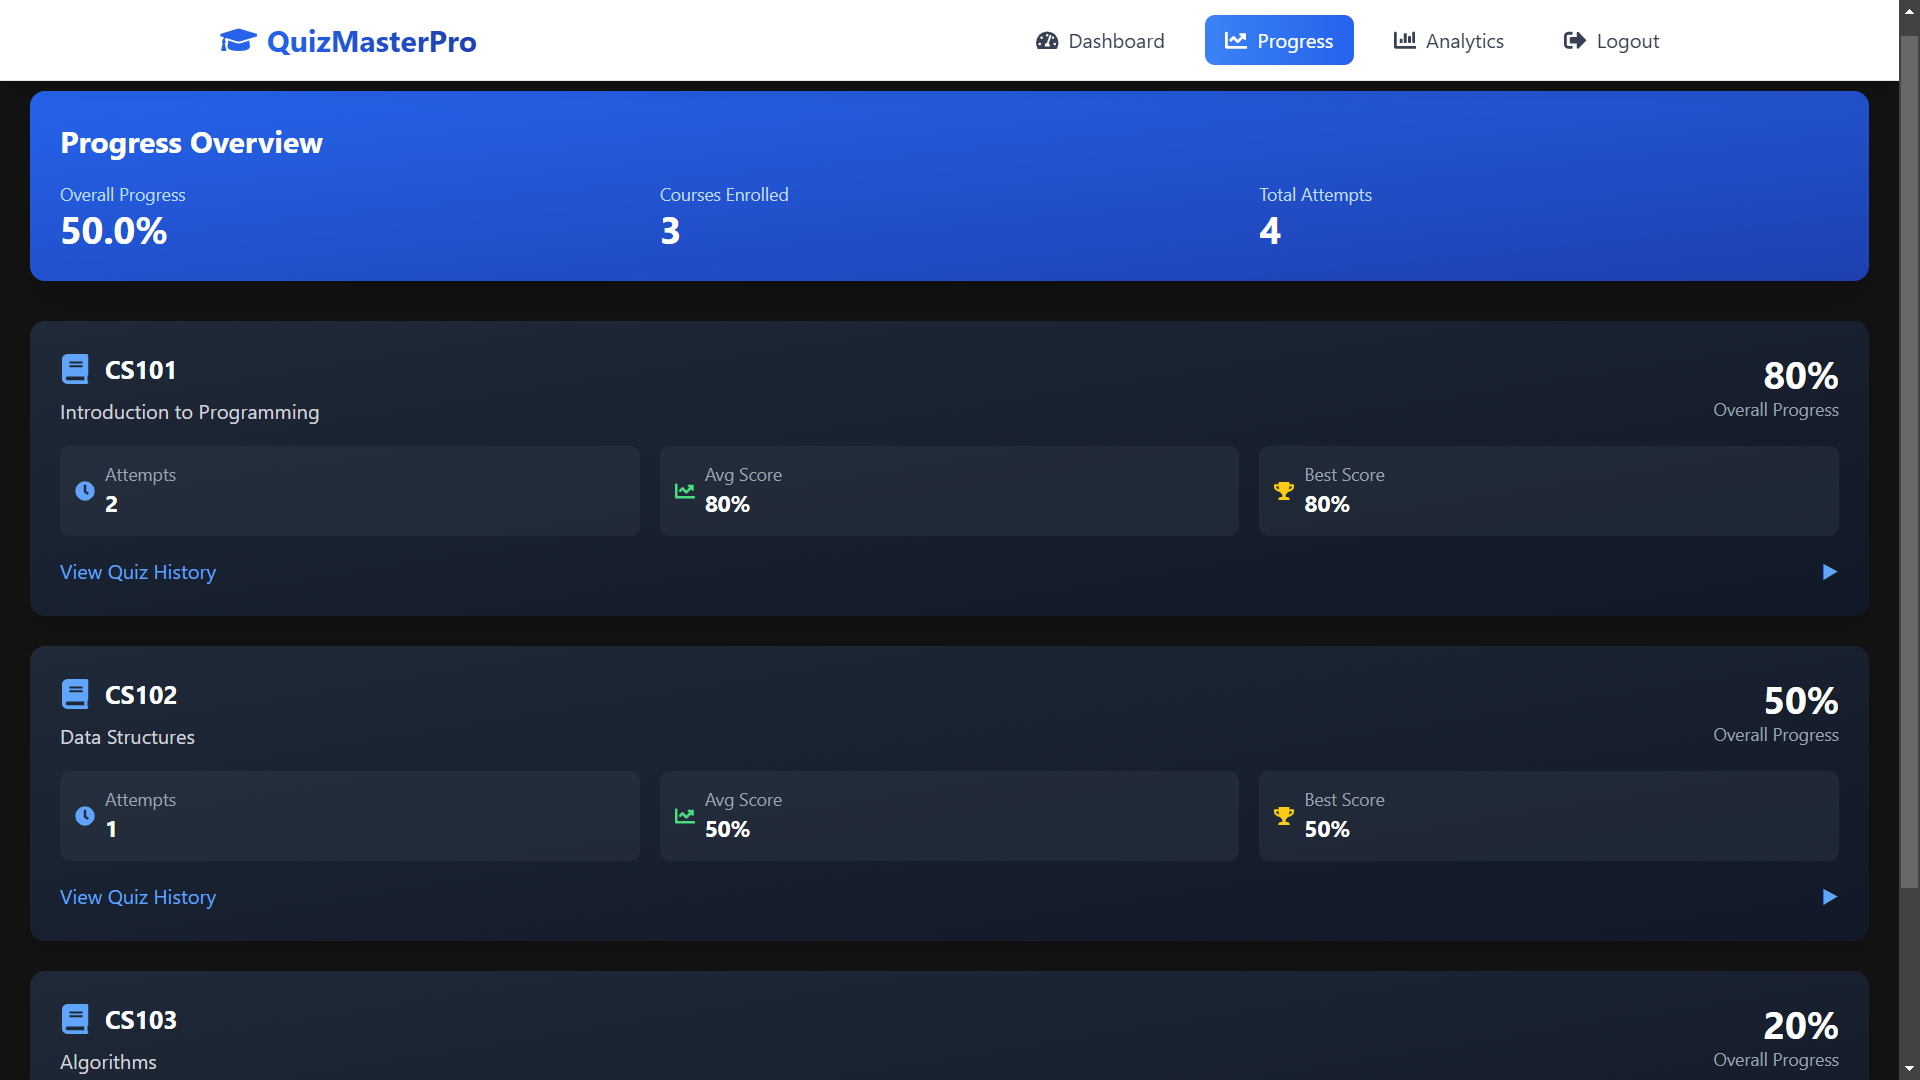 QuizMasterPro
Dashboard
Progress
Analytics
Logout
Progress Overview
Overall Progress
50.0%
Courses Enrolled
3
Total Attempts
4
CS101
Introduction to Programming
80%
Overall Progress
Attempts
2
Avg Score
80%
Best Score
80%
View Quiz History
CS102
Data Structures
50%
Overall Progress
Attempts
1
Avg Score
50%
Best Score
50%
View Quiz History
CS103
Algorithms
20%
Overall Progress